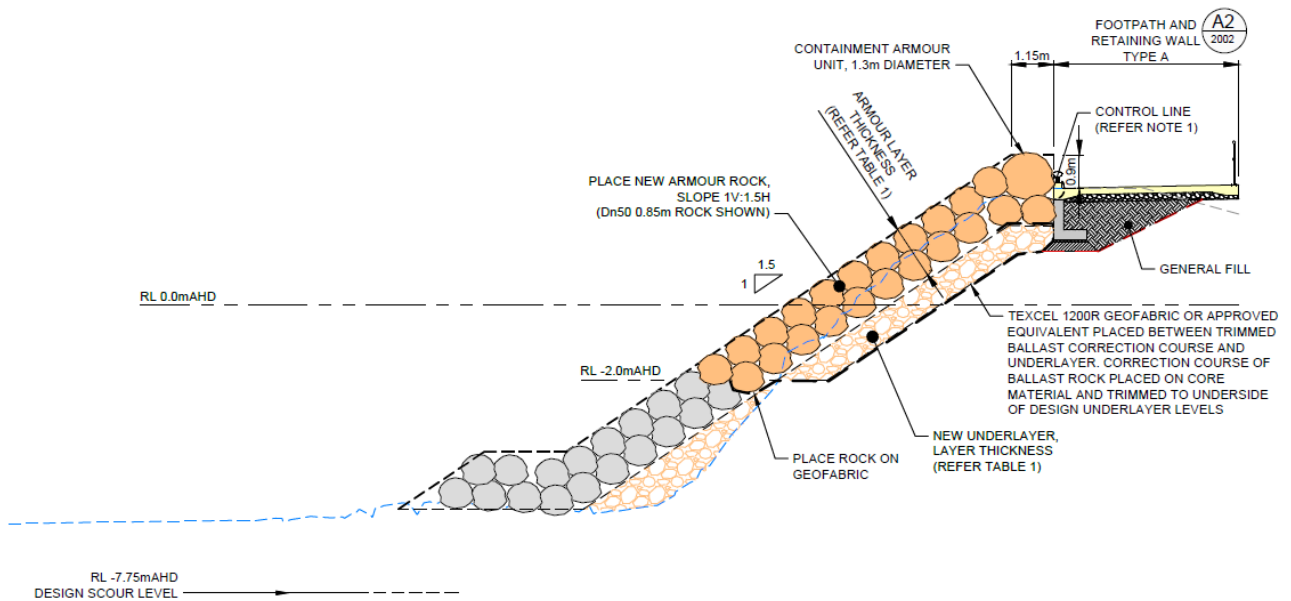 FOOTPATH AND
RETAINING WALL
TYPE A
A2
2002
CONTAINMENT ARMOUR
UNIT, 1.3m DIAMETER
1.15m
ARMOUR LAYER
THICKNESS
(REFER TABLE 1)
CONTROL LINE
(REFER NOTE 1)
0.9m
PLACE NEW ARMOUR ROCK,
SLOPE 1V:1.5H
(Dn50 0.85m ROCK SHOWN)
1.5
1
GENERAL FILL
RL 0.0mAHD
TEXCEL 1200R GEOFABRIC OR APPROVED
EQUIVALENT PLACED BETWEEN TRIMMED
BALLAST CORRECTION COURSE AND
UNDERLAYER. CORRECTION COURSE OF
BALLAST ROCK PLACED ON CORE
MATERIAL AND TRIMMED TO UNDERSIDE
OF DESIGN UNDERLAYER LEVELS
RL -2.0mAHD
NEW UNDERLAYER,
LAYER THICKNESS
(REFER TABLE 1)
PLACE ROCK ON
GEOFABRIC
RL -7.75mAHD
DESIGN SCOUR LEVEL